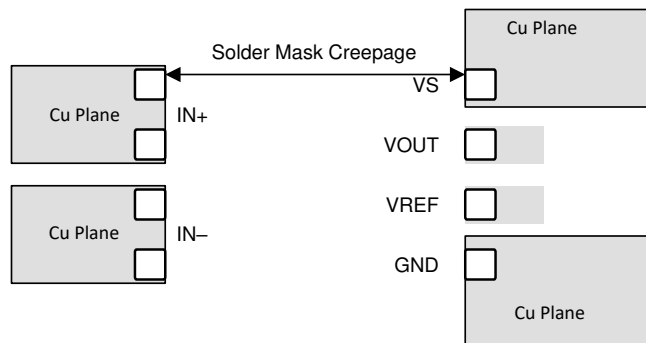 Cu Plane
Solder Mask Creepage
VS
Cu Plane
IN+
VOUT
VREF
Cu Plane
IN–
GND
Cu Plane